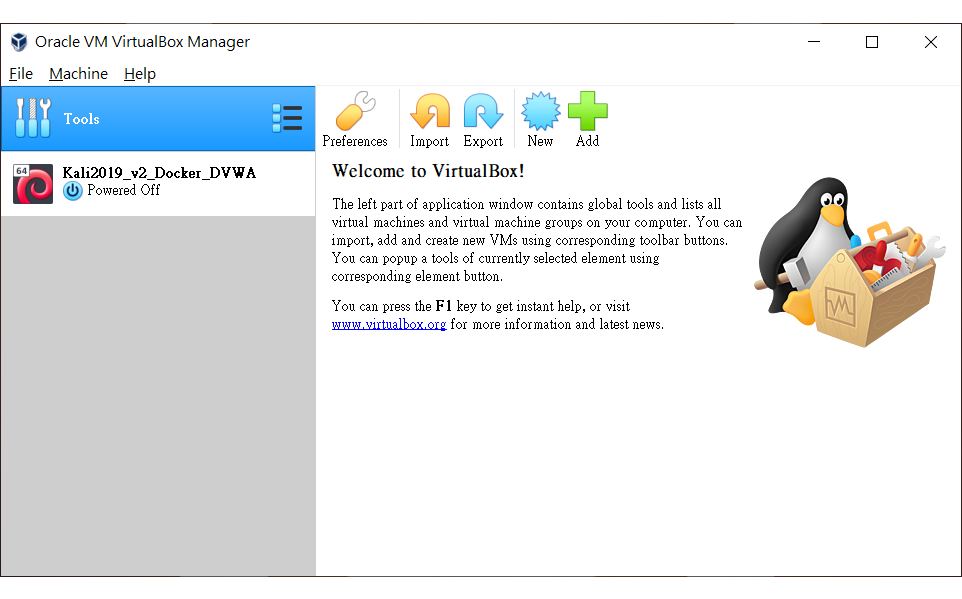 Oracle VM VirtualBox Manager
File Machine Help
Tools
Preferences Import Export New Add
64
Kali2019_v2_Docker_DVWA
Powered Off
Welcome to VirtualBox!
The left part of application window contains global tools and lists all
virtual machines and virtual machine groups on your computer. You can
import, add and create new VMs using corresponding toolbar buttons.
You can popup a tools of currently selected element using
corresponding element button.
You can press the F1 key to get instant help, or visit
www.virtualbox.org for more information and latest news.